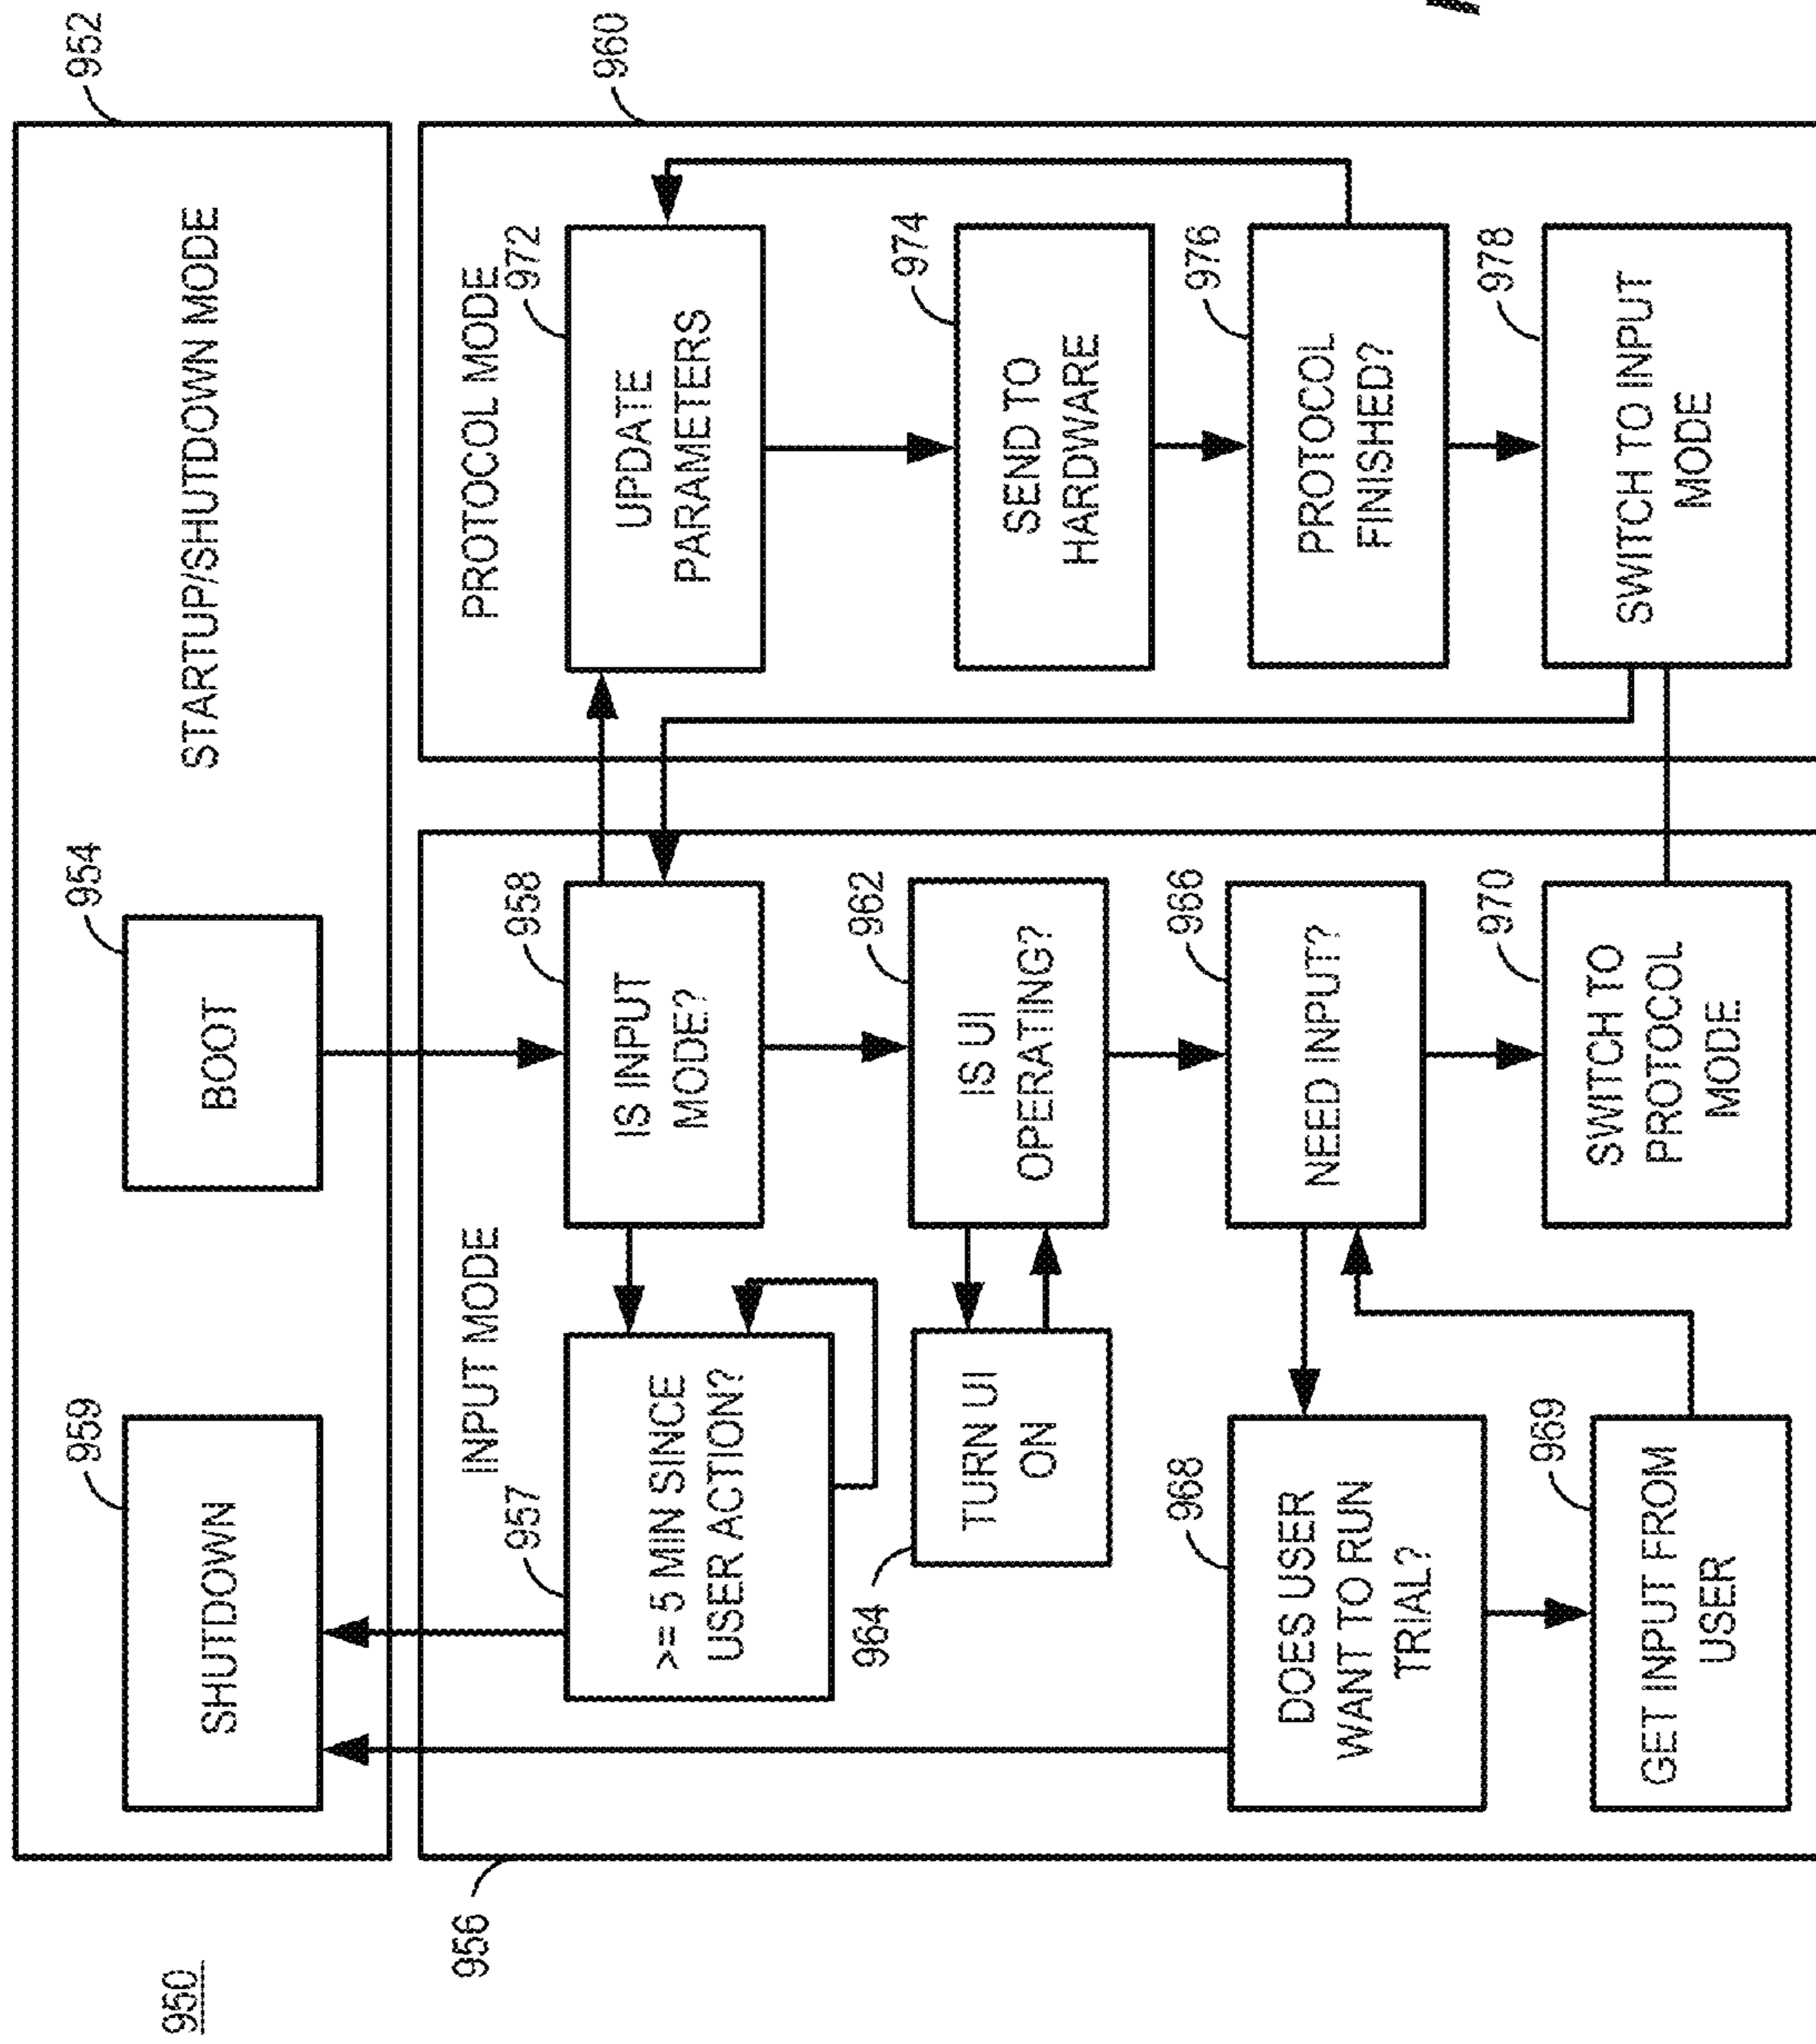 950
952
STARTUP/SHUTDOWN MODE
959
SHUTDOWN
954
BOOT
956
INPUT MODE
957
>= 5 MIN SINCE
USER ACTION?
958
IS INPUT
MODE?
964
TURN UI
ON
962
IS UI
OPERATING?
968
DOES USER
WANT TO RUN
TRIAL?
966
NEED INPUT?
969
GET INPUT FROM
USER
970
SWITCH TO
PROTOCOL
MODE
960
PROTOCOL MODE
972
UPDATE
PARAMETERS
974
SEND TO
HARDWARE
976
PROTOCOL
FINISHED?
978
SWITCH TO INPUT
MODE